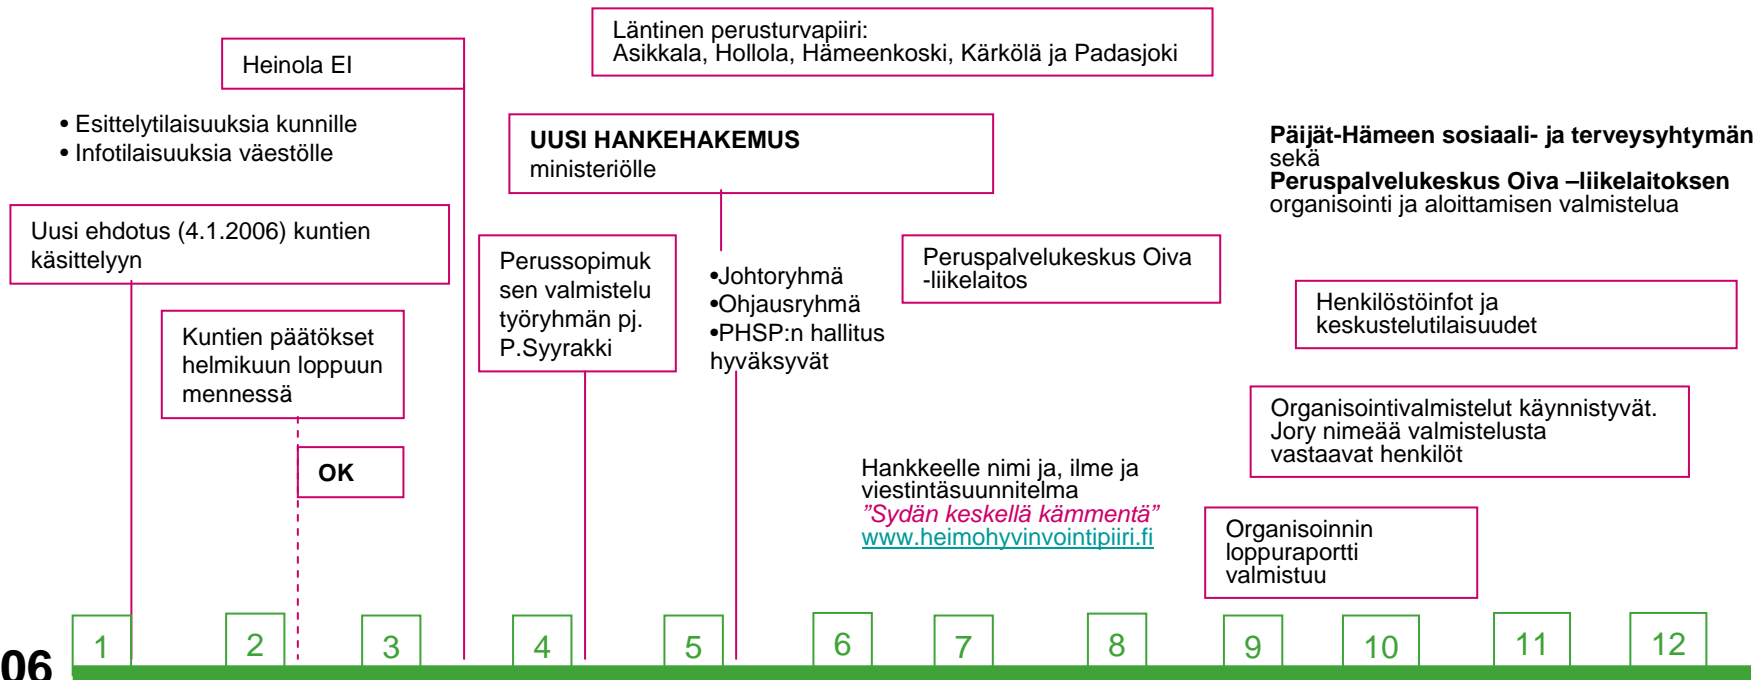 Läntinen perusturvapiiri:
Asikkala, Hollola, Hämeenkoski, Kärkölä ja Padasjoki
Heinola EI
• Esittelytilaisuuksia kunnille
• Infotilaisuuksia väestölle
UUSI HANKEHAKEMUS
ministeriölle
Päijät-Hämeen sosiaali- ja terveysyhtymän
sekä
Peruspalvelukeskus Oiva –liikelaitoksen
organisointi ja aloittamisen valmistelua
Uusi ehdotus (4.1.2006) kuntien
käsittelyyn
Perussopimuk
sen valmistelu
työryhmän pj.
P.Syyrakki
•Johtoryhmä
•Ohjausryhmä
•PHSP:n hallitus
hyväksyvät
Peruspalvelukeskus Oiva
-liikelaitos
Henkilöstöinfot ja
keskustelutilaisuudet
Kuntien päätökset
helmikuun loppuun
mennessä
OK
Organisointivalmistelut käynnistyvät.
Jory nimeää valmistelusta
vastaavat henkilöt
Hankkeelle nimi ja, ilme ja
viestintäsuunnitelma
”Sydän keskellä kämmentä”
www.heimohyvinvointipiiri.fi
Organisoinnin
loppuraportti
valmistuu
06 1 2 3 4 5 6 7 8 9 10 11 12